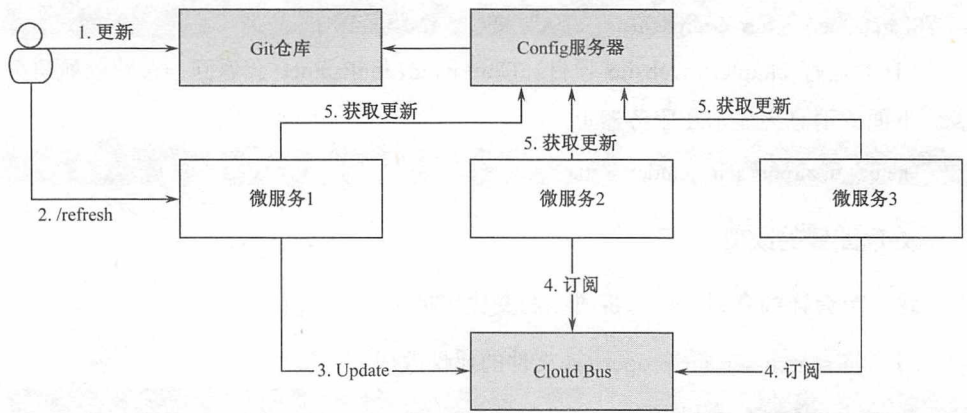 1. 更新
Git仓库
Config服务器
5. 获取更新
5. 获取更新
5. 获取更新
微服务1
微服务2
微服务3
2. /refresh
4. 订阅
3. Update
Cloud Bus
4. 订阅